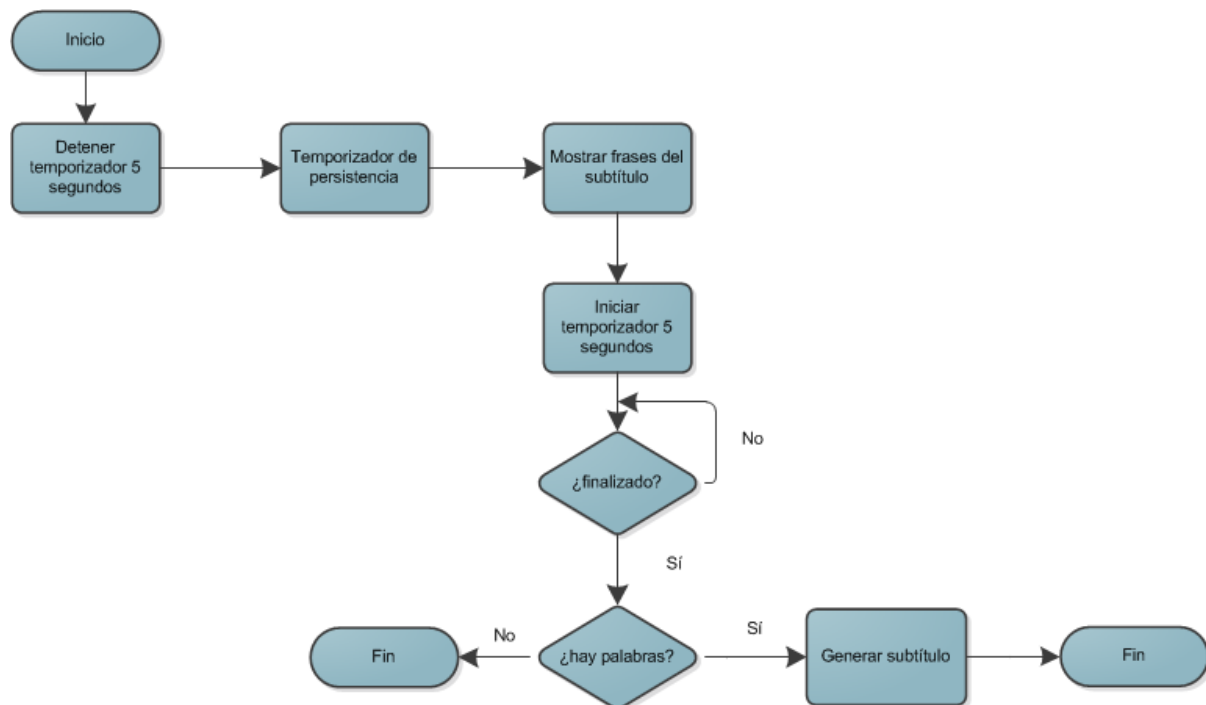 Inicio
Detener
temporizador 5
segundos
Temporizador de
persistencia
Mostrar frases del
subtítulo
Iniciar
temporizador 5
segundos
No
¿finalizado?
Sí
Fin
No
¿hay palabras?
Sí
Generar subtítulo
Fin